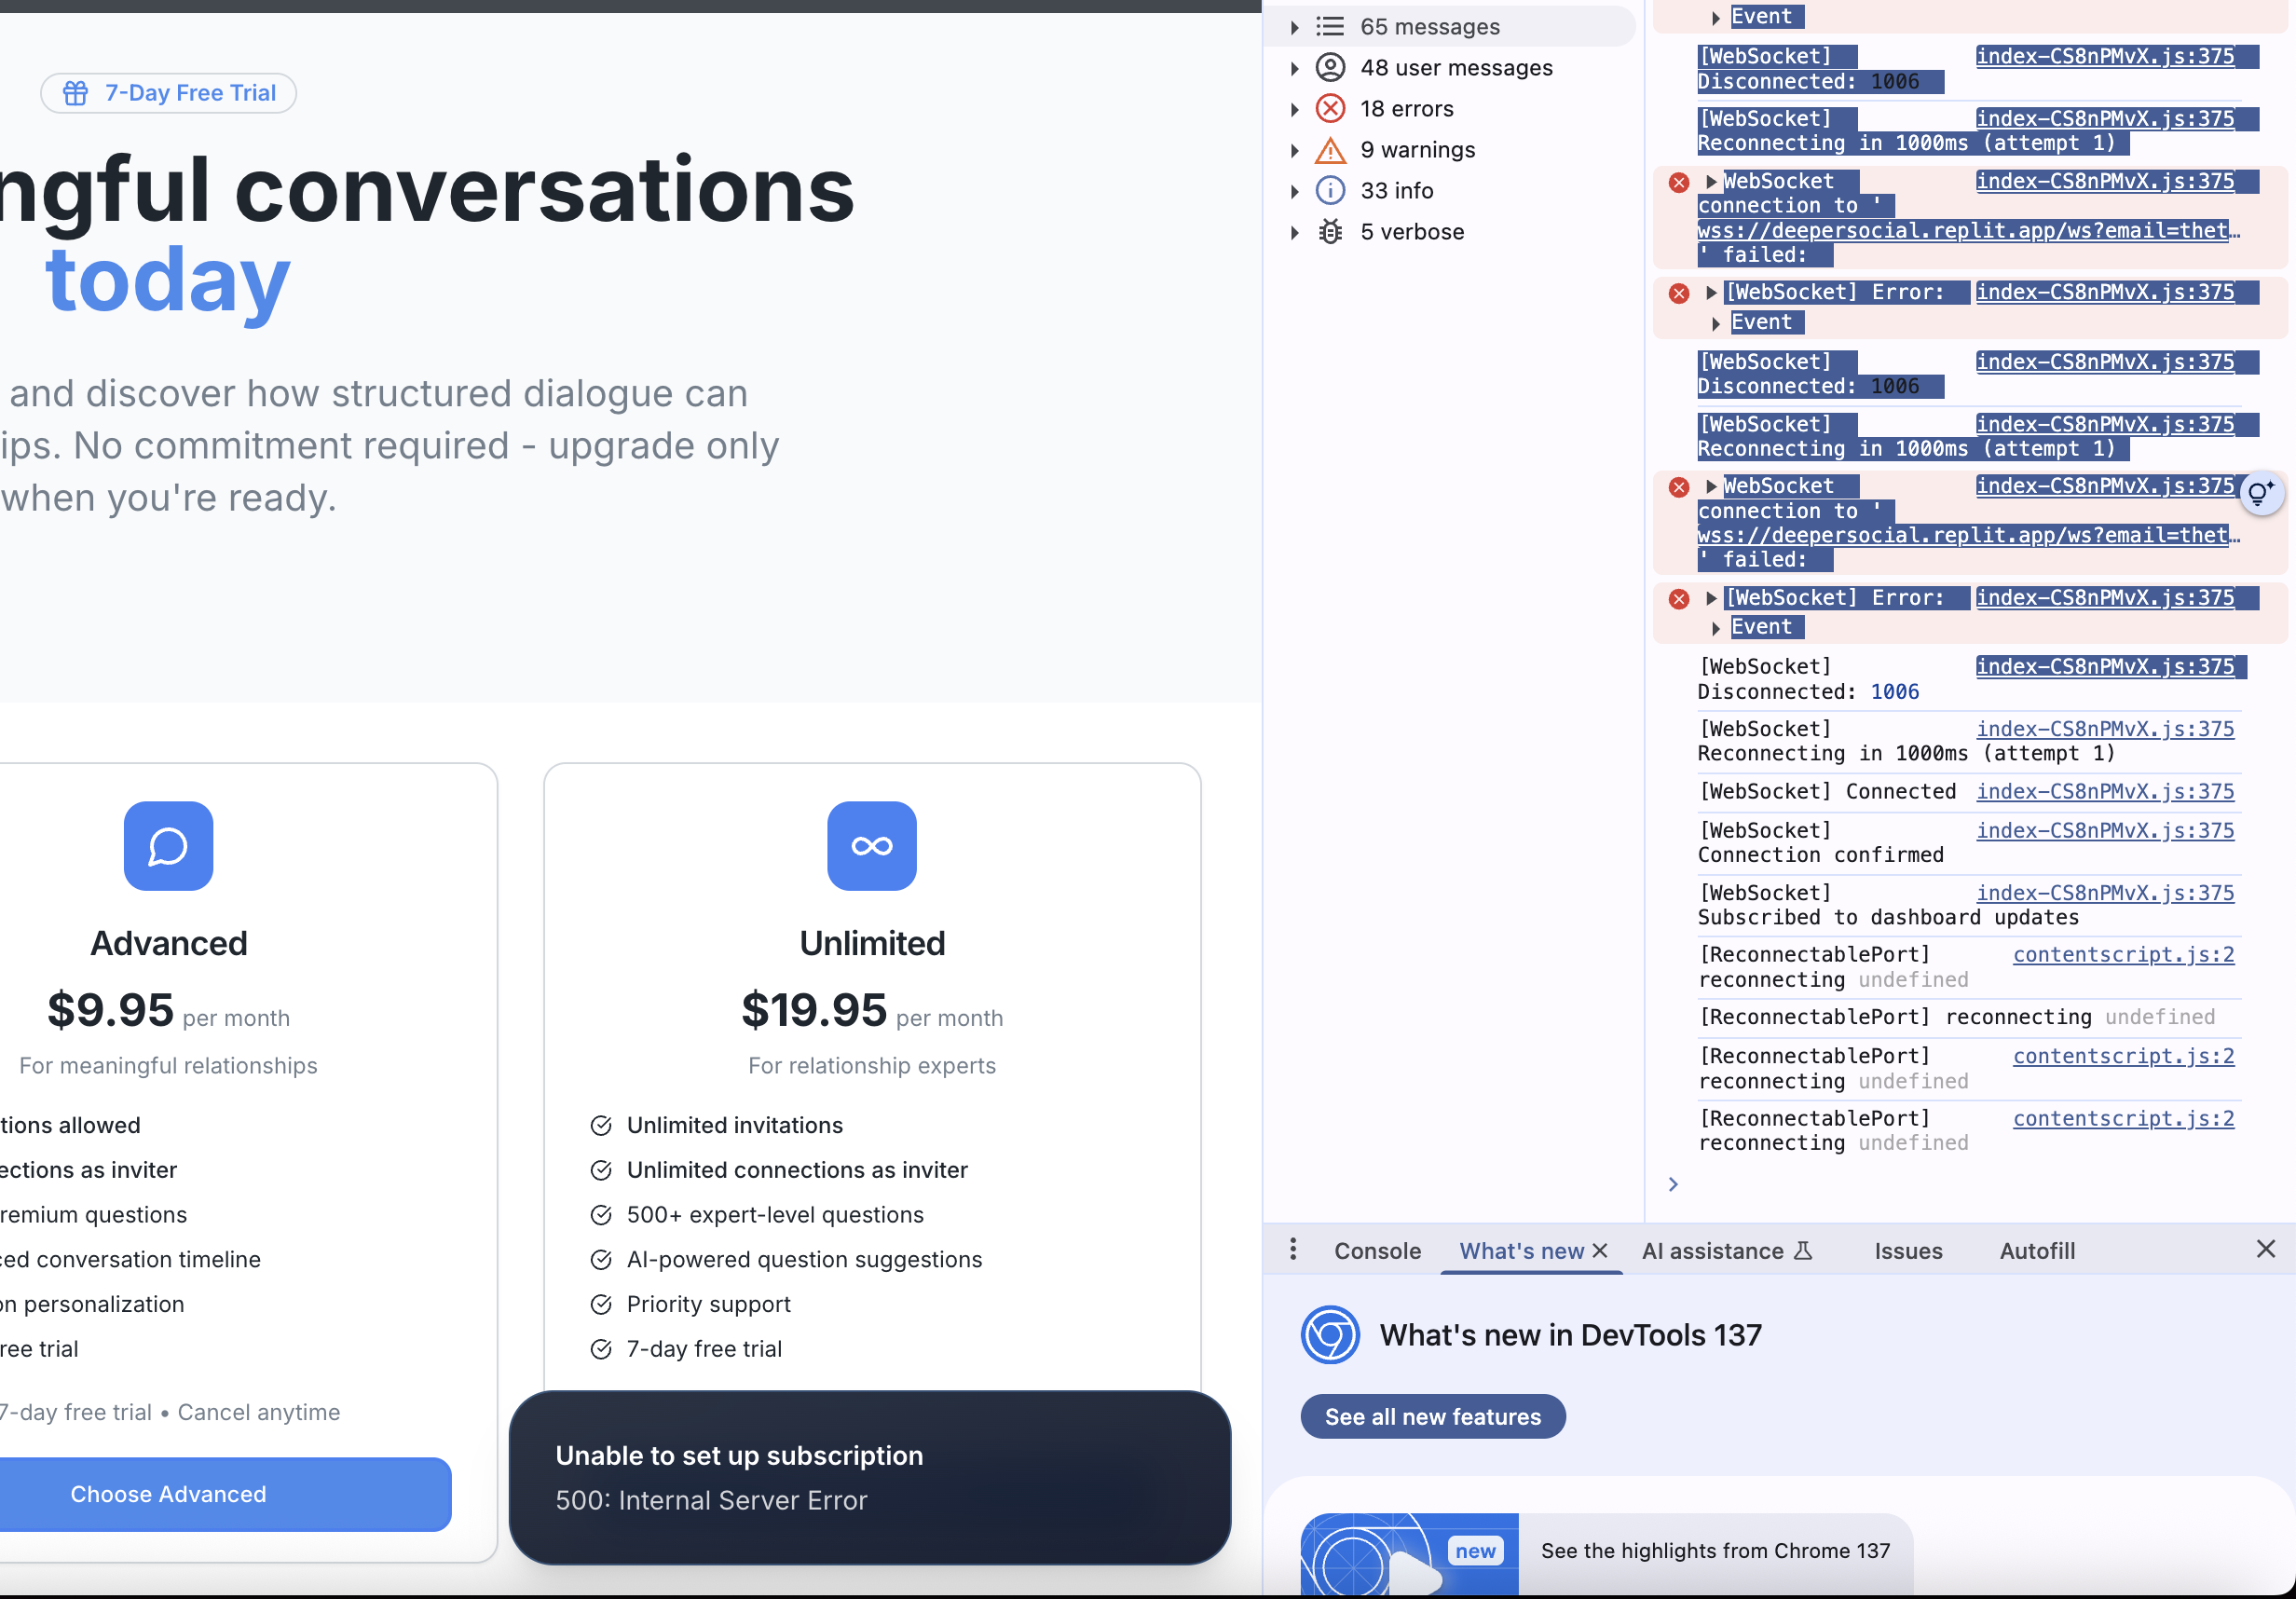 7-Day Free Trial
ngful conversations
today
and discover how structured dialogue can
ips. No commitment required - upgrade only
when you're ready.
Advanced
$9.95 per month
For meaningful relationships
tions allowed
ections as inviter
remium questions
ced conversation timeline
on personalization
ree trial
7-day free trial • Cancel anytime
Choose Advanced
Unlimited
$19.95 per month
For relationship experts
Unlimited invitations
Unlimited connections as inviter
500+ expert-level questions
AI-powered question suggestions
Priority support
7-day free trial
Unable to set up subscription
500: Internal Server Error
65 messages
48 user messages
18 errors
9 warnings
33 info
5 verbose
Event
[WebSocket] index-CS8nPMvX.js:375
Disconnected: 1006
[WebSocket] index-CS8nPMvX.js:375
Reconnecting in 1000ms (attempt 1)
WebSocket index-CS8nPMvX.js:375
connection to '
wss://deepersocial.replit.app/ws?email=thet…
' failed:
[WebSocket] Error: index-CS8nPMvX.js:375
Event
[WebSocket] index-CS8nPMvX.js:375
Disconnected: 1006
[WebSocket] index-CS8nPMvX.js:375
Reconnecting in 1000ms (attempt 1)
WebSocket index-CS8nPMvX.js:375
connection to '
wss://deepersocial.replit.app/ws?email=thet…
' failed:
[WebSocket] Error: index-CS8nPMvX.js:375
Event
[WebSocket] index-CS8nPMvX.js:375
Disconnected: 1006
[WebSocket] index-CS8nPMvX.js:375
Reconnecting in 1000ms (attempt 1)
[WebSocket] Connected index-CS8nPMvX.js:375
[WebSocket] index-CS8nPMvX.js:375
Connection confirmed
[WebSocket] index-CS8nPMvX.js:375
Subscribed to dashboard updates
[ReconnectablePort] contentscript.js:2
reconnecting undefined
[ReconnectablePort] reconnecting undefined
[ReconnectablePort] contentscript.js:2
reconnecting undefined
[ReconnectablePort] contentscript.js:2
reconnecting undefined
Console What's new AI assistance Issues Autofill
What's new in DevTools 137
See all new features
new
See the highlights from Chrome 137